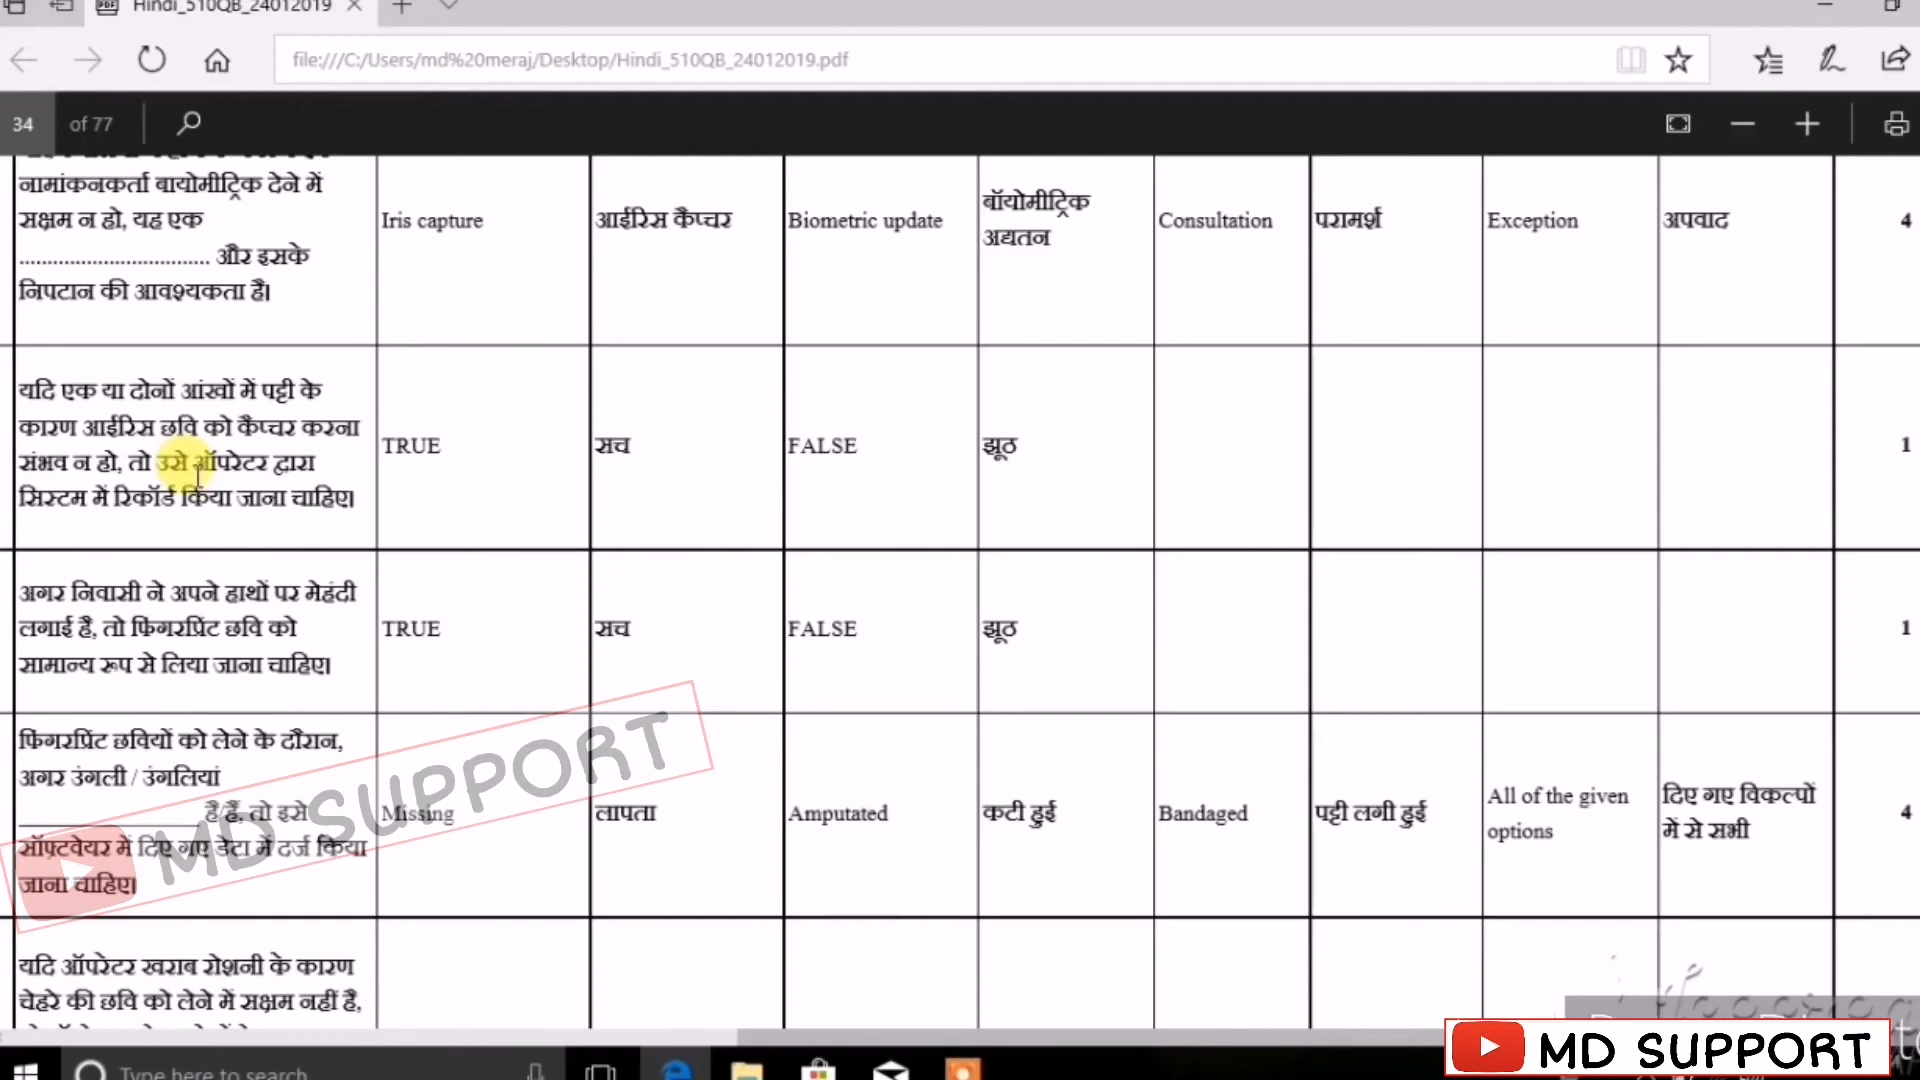 Hindi_510QB_24012019
file:///C:/Users/md%20meraj/Desktop/Hindi_510QB_24012019.pdf
34 of 77
नामांकनकर्ता बायोमीट्रिक देने में
सक्षम न हो, यह एक
.................................. और इसके
निपटान की आवश्यकता है।
Iris capture
आईरिस कैप्चर
Biometric update
बॉयोमीट्रिक
अद्यतन
Consultation
परामर्श
Exception
अपवाद
4
यदि एक या दोनों आंखों में पट्टी के
कारण आईरिस छवि को कैप्चर करना
संभव न हो, तो उसे ऑपरेटर द्वारा
सिस्टम में रिकॉर्ड किया जाना चाहिए।
TRUE
सच
FALSE
झूठ
1
अगर निवासी ने अपने हाथों पर मेहंदी
लगाई है, तो फिंगरप्रिंट छवि को
सामान्य रूप से लिया जाना चाहिए।
TRUE
सच
FALSE
झूठ
1
फिंगरप्रिंट छवियों को लेने के दौरान,
अगर उंगली / उंगलियां
________________ है/हैं, तो इसे
सॉफ़्टवेयर में दिए गए डेटा में दर्ज किया
जाना चाहिए।
Missing
लापता
Amputated
कटी हुई
Bandaged
पट्टी लगी हुई
All of the given
options
दिए गए विकल्पों
में से सभी
4
MD SUPPORT
यदि ऑपरेटर खराब रोशनी के कारण
चेहरे की छवि को लेने में सक्षम नहीं है,
MD SUPPORT
Type here to search